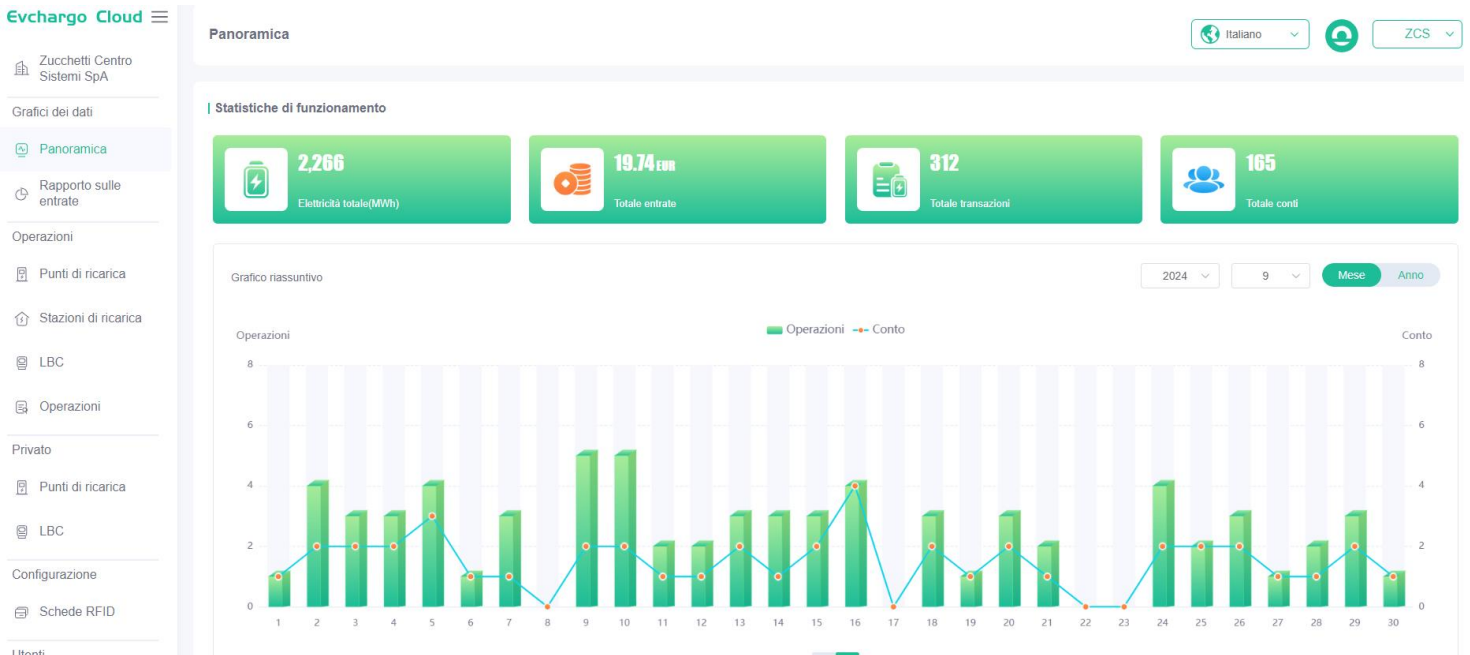 Evchargo Cloud
Zucchetti Centro
Sistemi SpA
Grafici dei dati
Panoramica
Rapporto sulle
entrate
Operazioni
Punti di ricarica
Stazioni di ricarica
LBC
Operazioni
Privato
Punti di ricarica
LBC
Configurazione
Schede RFID
Utenti
Panoramica
Italiano
ZCS
Statistiche di funzionamento
2,266
Elettricità totale(MWh)
19.74 EUR
Totale entrate
312
Totale transazioni
165
Totale conti
Grafico riassuntivo
2024
9
Mese Anno
Operazioni
Operazioni Conto
Conto
8 8
6 6
4 4
2 2
0 0
1 2 3 4 5 6 7 8 9 10 11 12 13 14 15 16 17 18 19 20 21 22 23 24 25 26 27 28 29 30